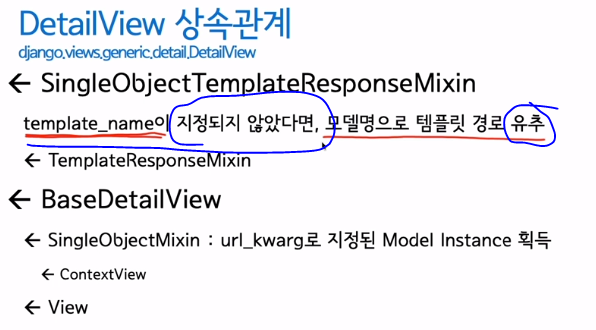 DetailView 상속관계
django.views.generic.detail.DetailView
← SingleObjectTemplateResponseMixin
template_name이 지정되지 않았다면, 모델명으로 템플릿 경로 유추
← TemplateResponseMixin
← BaseDetailView
← SingleObjectMixin : url_kwarg로 지정된 Model Instance 획득
← ContextView
← View